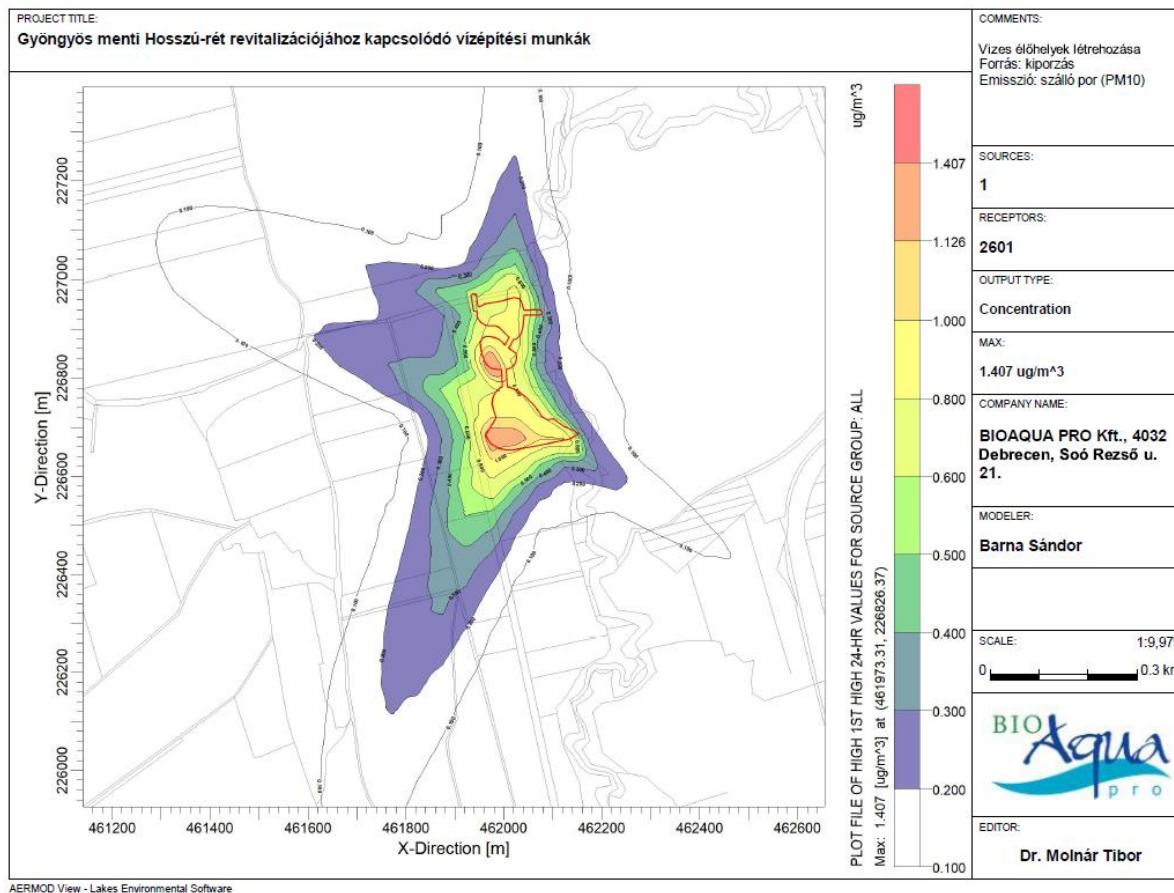 PROJECT TITLE:
Gyöngyös menti Hosszú-rét revitalizációjához kapcsolódó vízépítési munkák
COMMENTS:
Vizes élőhelyek létrehozása
Forrás: kiporzás
Emisszió: szálló por (PM10)
SOURCES:
1
RECEPTORS:
2601
OUTPUT TYPE:
Concentration
MAX:
1.407 ug/m^3
COMPANY NAME:
BIOAQUA PRO Kft., 4032
Debrecen, Soó Rezső u.
21.
MODELER:
Barna Sándor
SCALE:
1:9,97
0 0.3 km
BIO Aqua
pro
EDITOR:
Dr. Molnár Tibor
ug/m^3
1.407
1.126
1.000
0.800
0.600
0.500
0.400
0.300
0.200
0.100
PLOT FILE OF HIGH 1ST HIGH 24-HR VALUES FOR SOURCE GROUP: ALL
Max: 1.407 [ug/m^3] at (461973.31, 226826.37)
Y-Direction [m]
227200
227000
226800
226600
226400
226200
226000
461200 461400 461600 461800 462000 462200 462400 462600
X-Direction [m]
AERMOD View - Lakes Environmental Software